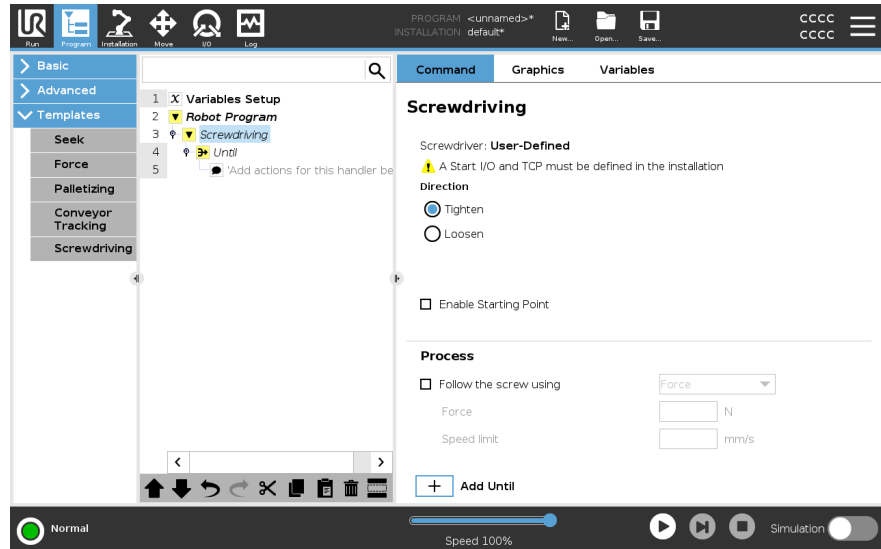 UR
PROGRAM <unnamed>*
INSTALLATION default*
CCCC
CCCC
Run
Program
Installation
Move
I/O
Log
New...
Open...
Save...
Basic
Advanced
Templates
Seek
Force
Palletizing
Conveyor
Tracking
Screwdriving
1 X Variables Setup
2 Robot Program
3 Screwdriving
4 Until
5 'Add actions for this handler be
Command
Graphics
Variables
Screwdriving
Screwdriver: User-Defined
A Start I/O and TCP must be defined in the installation
Direction
Tighten
Loosen
Enable Starting Point
Process
Follow the screw using
Force
Force
N
Speed limit
mm/s
+ Add Until
Normal
Speed 100%
Simulation